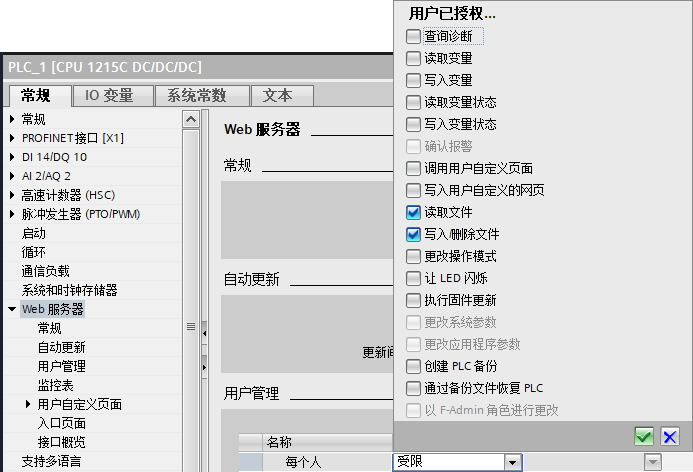 PLC_1 [CPU 1215C DC/DC/DC]
常规
IO 变量
系统常数
文本
常规
PROFINET 接口 [X1]
DI 14/DQ 10
AI 2/AQ 2
高速计数器 (HSC)
脉冲发生器 (PTO/PWM)
启动
循环
通信负载
系统和时钟存储器
Web 服务器
常规
自动更新
用户管理
监控表
用户自定义页面
入口页面
接口概览
支持多语言
Web 服务器
常规
自动更新
更新间
用户管理
名称
每个人
受限
用户已授权...
查询诊断
读取变量
写入变量
读取变量状态
写入变量状态
确认报警
调用用户自定义页面
写入用户自定义的网页
读取文件
写入/删除文件
更改操作模式
让 LED 闪烁
执行固件更新
更改系统参数
更改应用程序参数
创建 PLC 备份
通过备份文件恢复 PLC
以 F-Admin 角色进行更改